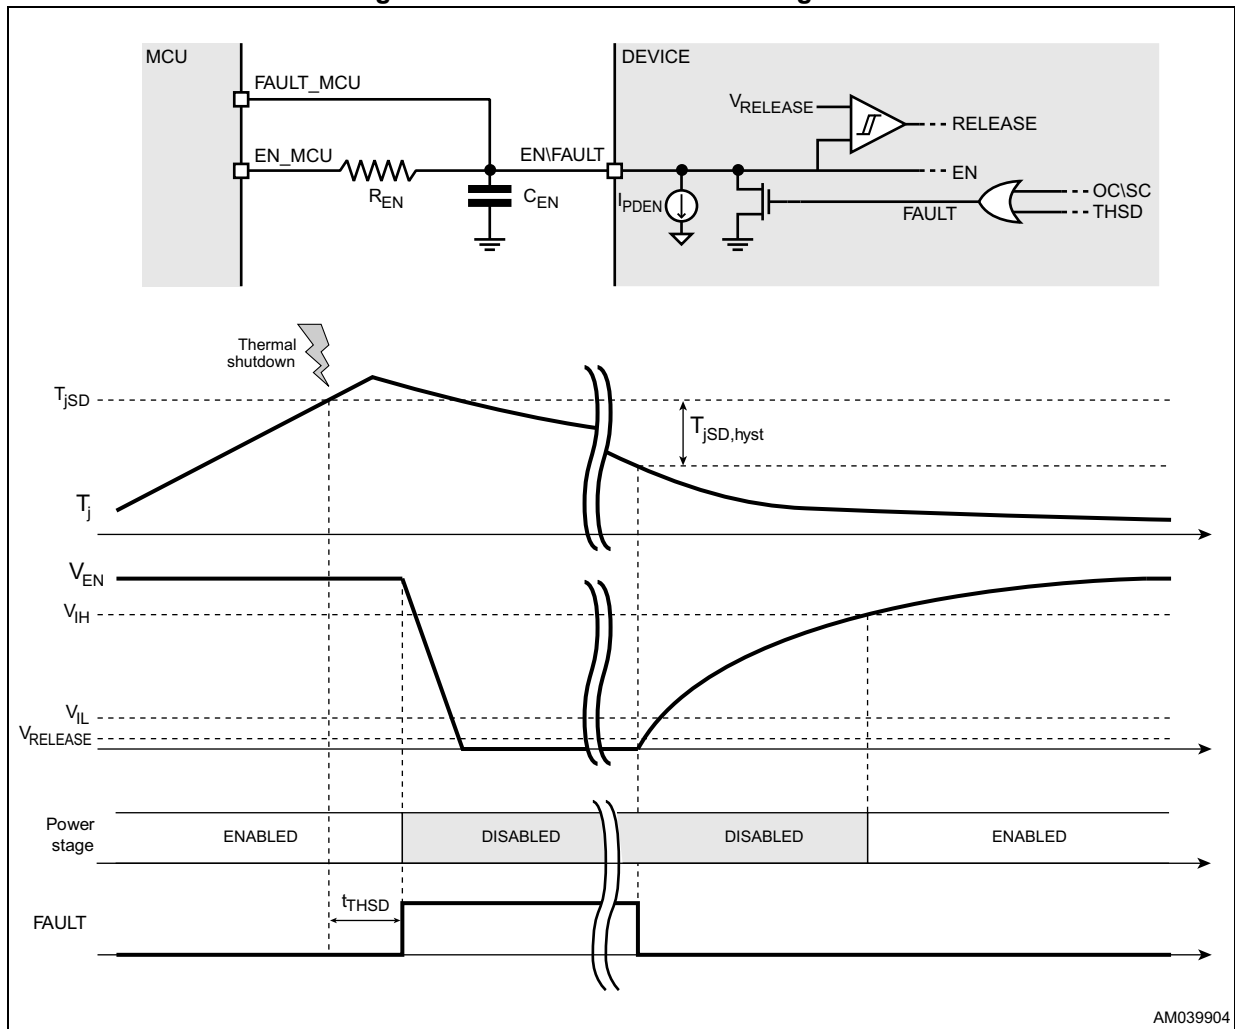 MCU
DEVICE
FAULT_MCU
VRELEASE
RELEASE
EN_MCU
EN\FAULT
EN
REN
CEN
IPDEN
FAULT
OC\SC
THSD
Thermal
shutdown
TjSD
TjSD,hyst
Tj
VEN
VIH
VIL
VRELEASE
Power
stage
ENABLED
DISABLED
DISABLED
ENABLED
tTHSD
FAULT
AM039904